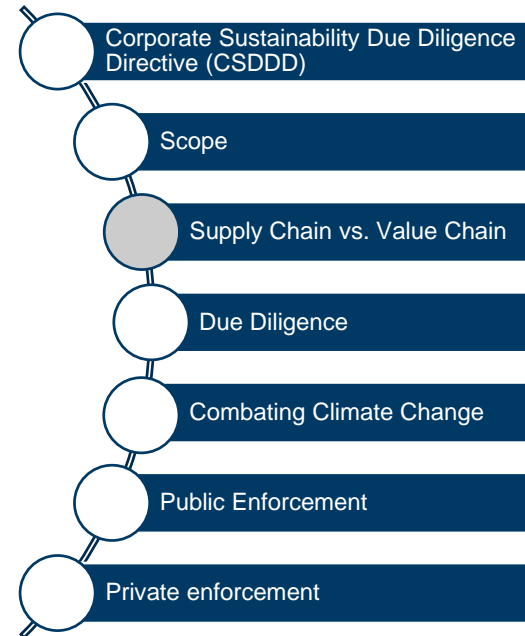 Corporate Sustainability Due Diligence
Directive (CSDDD)
Scope
Supply Chain vs. Value Chain
Due Diligence
Combating Climate Change
Public Enforcement
Private enforcement